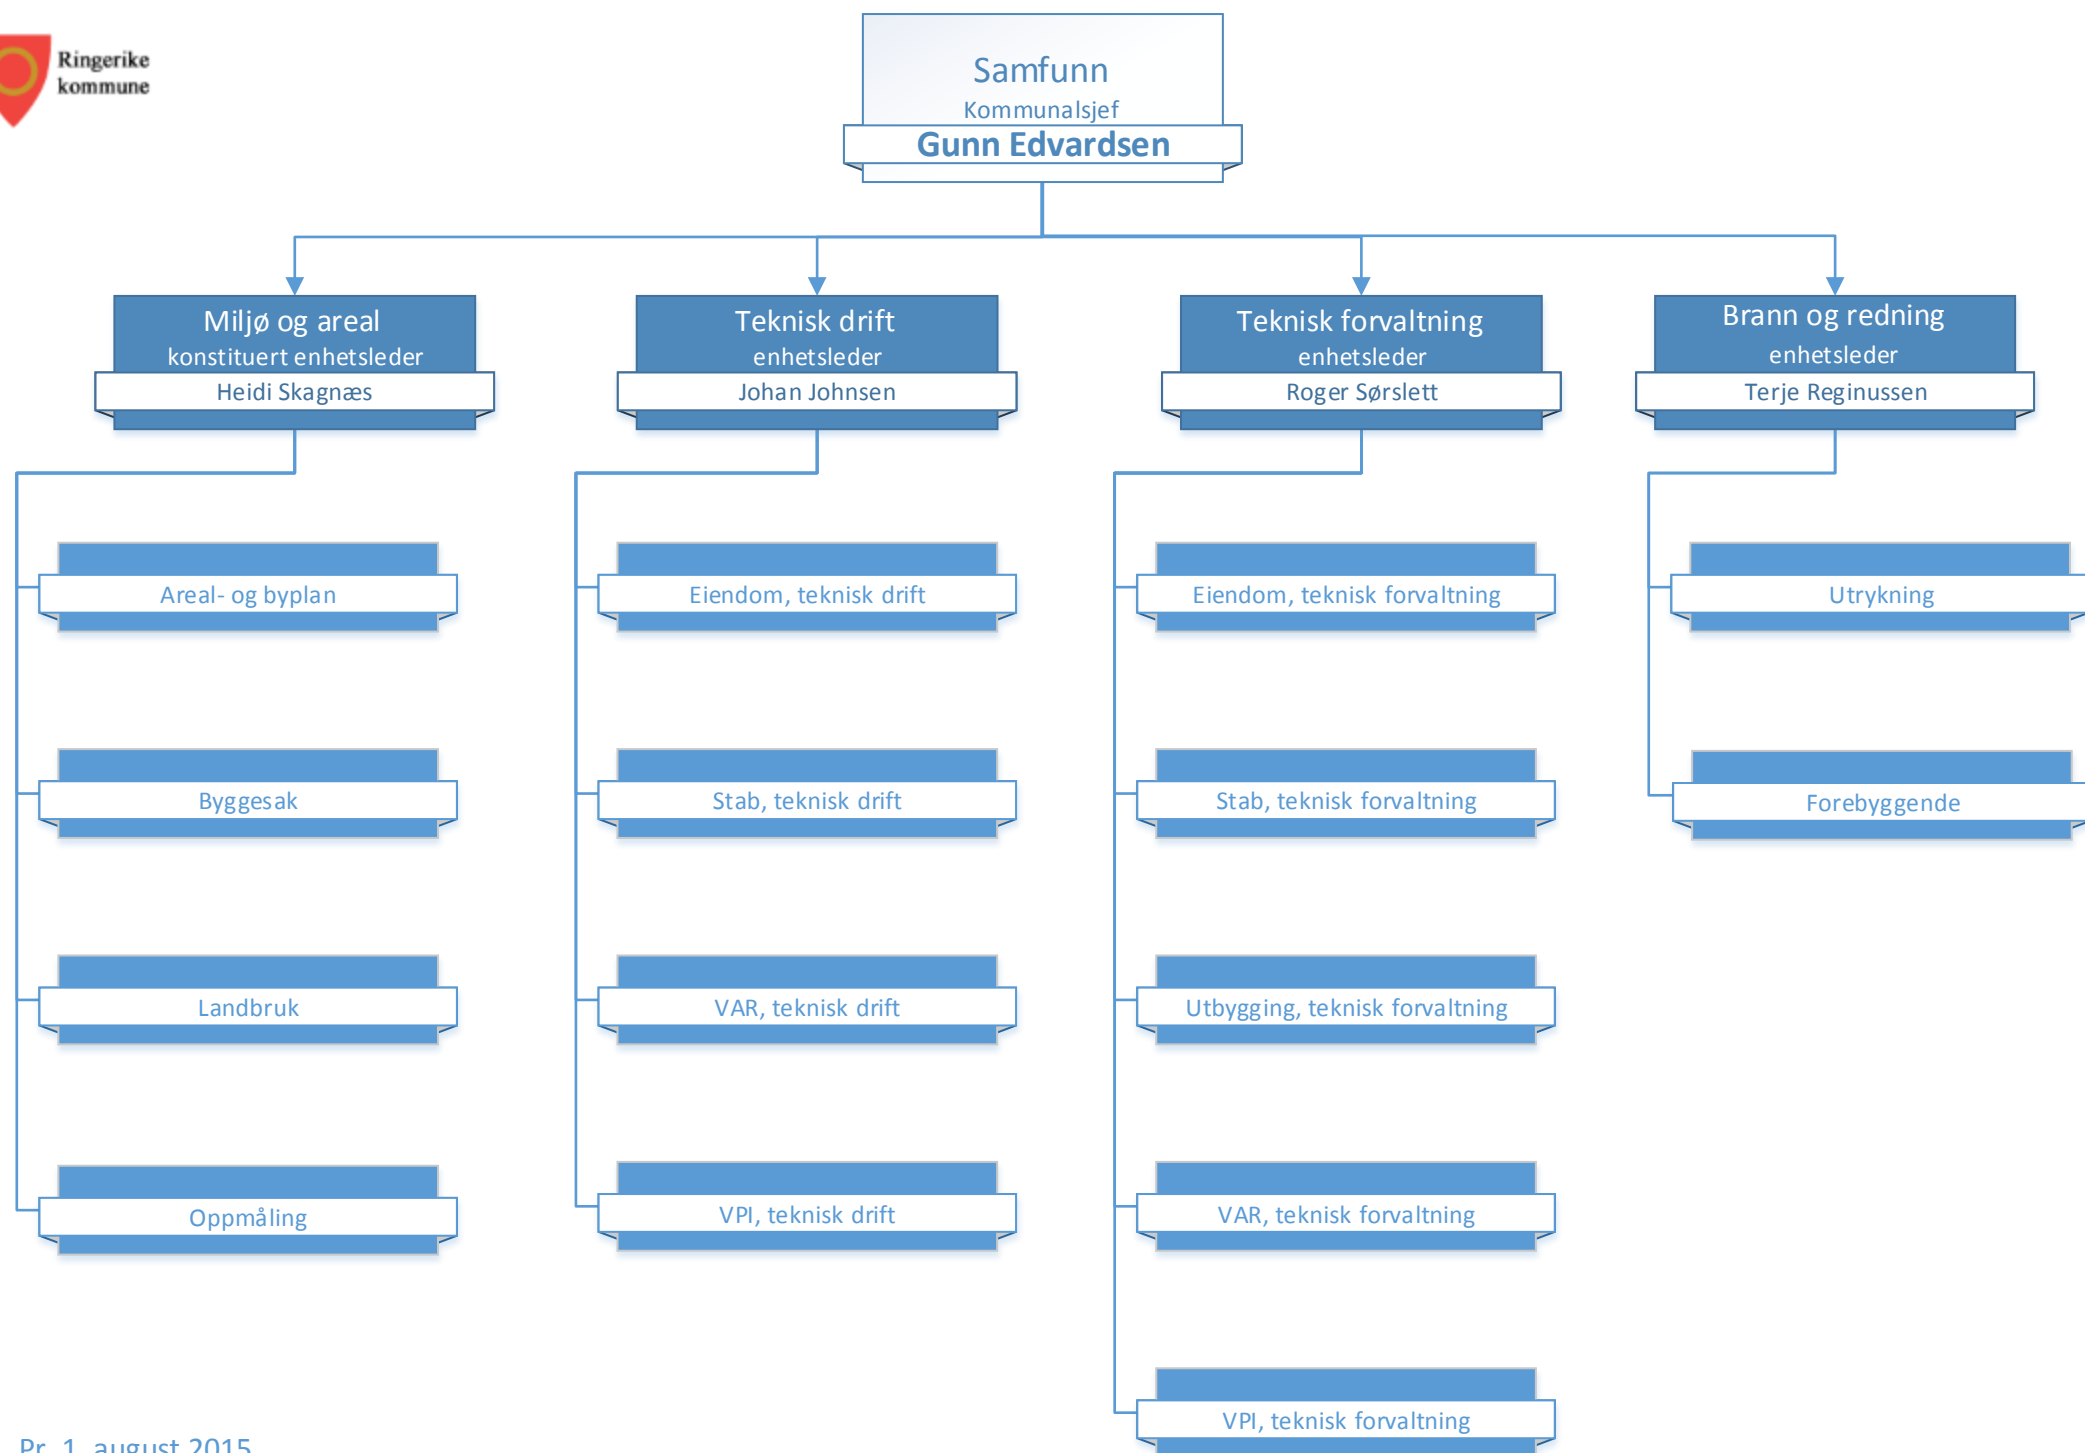 Ringerike
kommune
Samfunn
Kommunalsjef
Gunn Edvardsen
Miljø og areal
konstituert enhetsleder
Heidi Skagnæs
Teknisk drift
enhetsleder
Johan Johnsen
Teknisk forvaltning
enhetsleder
Roger Sørslett
Brann og redning
enhetsleder
Terje Reginussen
Areal- og byplan
Byggesak
Landbruk
Oppmåling
Eiendom, teknisk drift
Stab, teknisk drift
VAR, teknisk drift
VPI, teknisk drift
Eiendom, teknisk forvaltning
Stab, teknisk forvaltning
Utbygging, teknisk forvaltning
VAR, teknisk forvaltning
VPI, teknisk forvaltning
Utrykning
Forebyggende
Pr. 1. august 2015